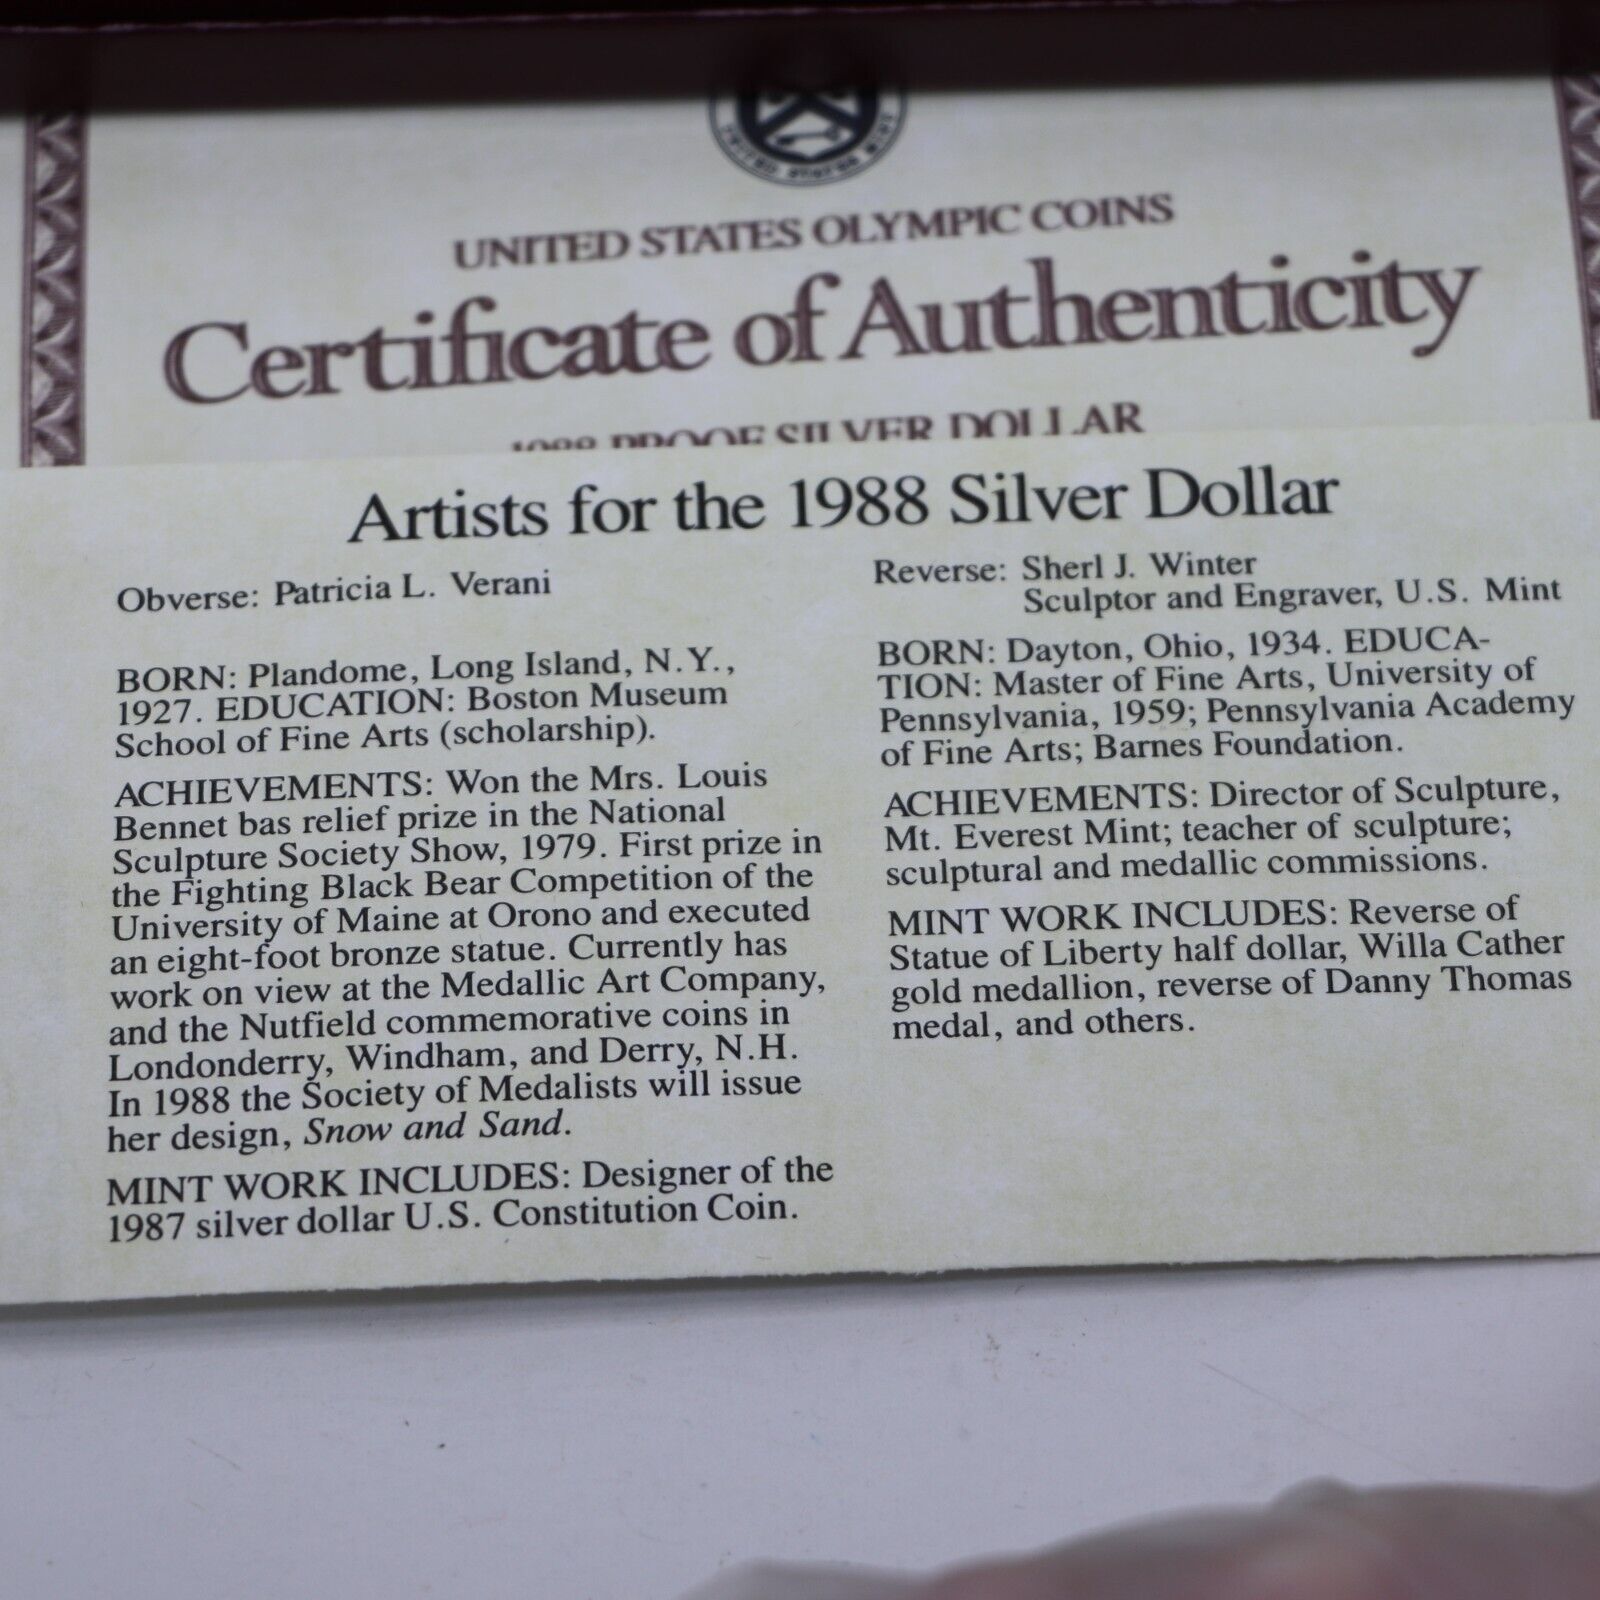 UNITED STATES MINT
UNITED STATES OLYMPIC COINS
Certificate of Authenticity
1988 PROOF SILVER DOLLAR
Artists for the 1988 Silver Dollar
Obverse: Patricia L. Verani
BORN: Plandome, Long Island, N.Y.,
1927. EDUCATION: Boston Museum
School of Fine Arts (scholarship).
ACHIEVEMENTS: Won the Mrs. Louis
Bennet bas relief prize in the National
Sculpture Society Show, 1979. First prize in
the Fighting Black Bear Competition of the
University of Maine at Orono and executed
an eight-foot bronze statue. Currently has
work on view at the Medallic Art Company,
and the Nutfield commemorative coins in
Londonderry, Windham, and Derry, N.H.
In 1988 the Society of Medalists will issue
her design, Snow and Sand.
MINT WORK INCLUDES: Designer of the
1987 silver dollar U.S. Constitution Coin.
Reverse: Sherl J. Winter
Sculptor and Engraver, U.S. Mint
BORN: Dayton, Ohio, 1934. EDUCA-
TION: Master of Fine Arts, University of
Pennsylvania, 1959; Pennsylvania Academy
of Fine Arts; Barnes Foundation.
ACHIEVEMENTS: Director of Sculpture,
Mt. Everest Mint; teacher of sculpture;
sculptural and medallic commissions.
MINT WORK INCLUDES: Reverse of
Statue of Liberty half dollar, Willa Cather
gold medallion, reverse of Danny Thomas
medal, and others.